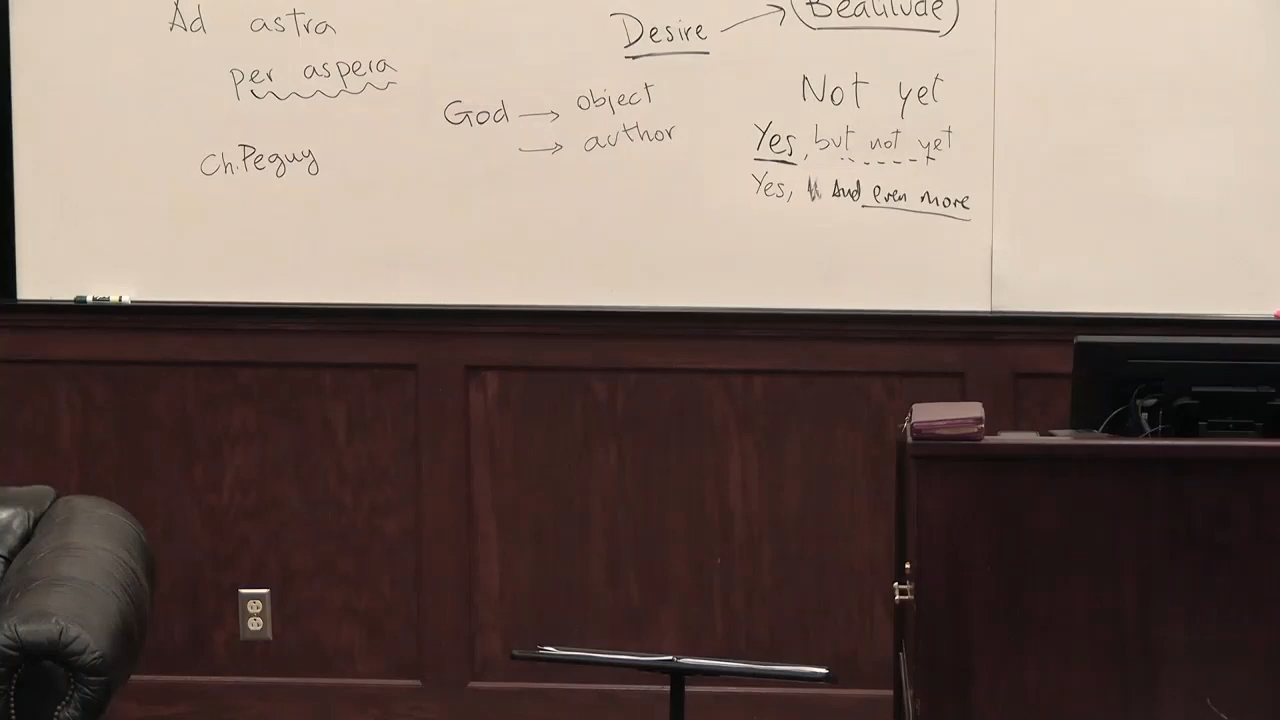 Ad astra
per aspera
Ch. Peguy
God → object
→ author
Desire → (Beatitude)
Not yet
Yes, but not yet
Yes, And even more